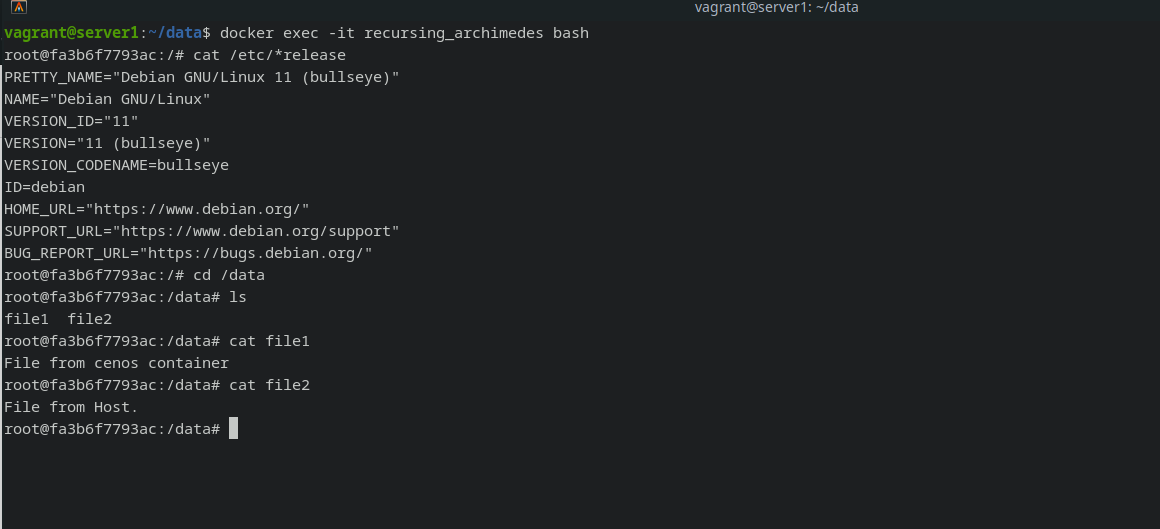 vagrant@server1: ~/data
vagrant@server1:~/data$ docker exec -it recursing_archimedes bash
root@fa3b6f7793ac:/# cat /etc/*release
PRETTY_NAME="Debian GNU/Linux 11 (bullseye)"
NAME="Debian GNU/Linux"
VERSION_ID="11"
VERSION="11 (bullseye)"
VERSION_CODENAME=bullseye
ID=debian
HOME_URL="https://www.debian.org/"
SUPPORT_URL="https://www.debian.org/support"
BUG_REPORT_URL="https://bugs.debian.org/"
root@fa3b6f7793ac:/# cd /data
root@fa3b6f7793ac:/data# ls
file1  file2
root@fa3b6f7793ac:/data# cat file1
File from cenos container
root@fa3b6f7793ac:/data# cat file2
File from Host.
root@fa3b6f7793ac:/data#